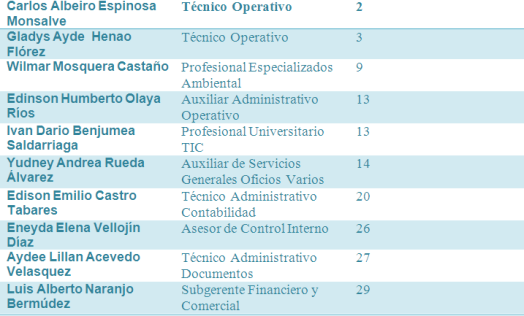 Carlos Albeiro Espinosa Técnico Operativo 2
Monsalve
Gladys Ayde Henao Técnico Operativo 3
Flórez
Wilmar Mosquera Castaño Profesional Especializados 9
Ambiental
Edinson Humberto Olaya Auxiliar Administrativo 13
Ríos Operativo
Ivan Dario Benjumea Profesional Universitario 13
Saldarriaga TIC
Yudney Andrea Rueda Auxiliar de Servicios 14
Álvarez Generales Oficios Varios
Edison Emilio Castro Técnico Administrativo 20
Tabares Contabilidad
Eneyda Elena Vellojín Asesor de Control Interno 26
Díaz
Aydee Lillan Acevedo Técnico Administrativo 27
Velasquez Documentos
Luis Alberto Naranjo Subgerente Financiero y 29
Bermúdez Comercial